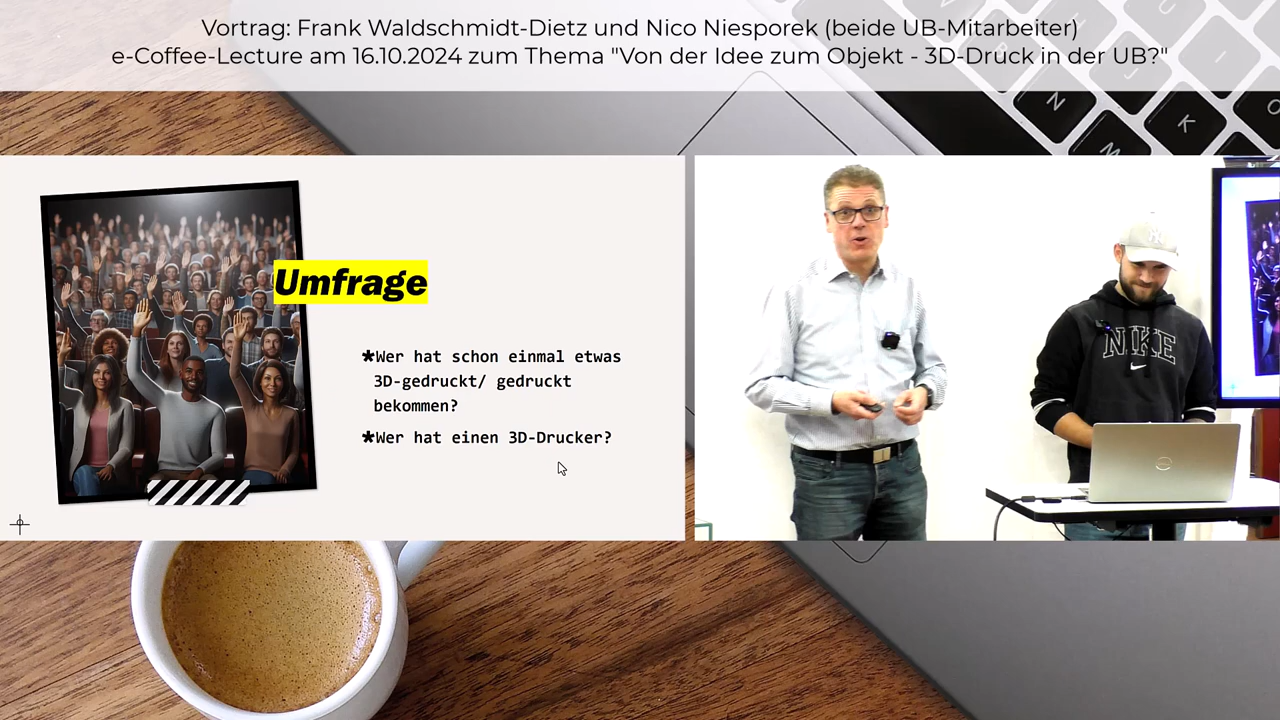 Vortrag: Frank Waldschmidt-Dietz und Nico Niesporek (beide UB-Mitarbeiter)
e-Coffee-Lecture am 16.10.2024 zum Thema "Von der Idee zum Objekt - 3D-Druck in der UB?"
Umfrage
*Wer hat schon einmal etwas
3D-gedruckt/ gedruckt
bekommen?
*Wer hat einen 3D-Drucker?
NIKE
N
M
K